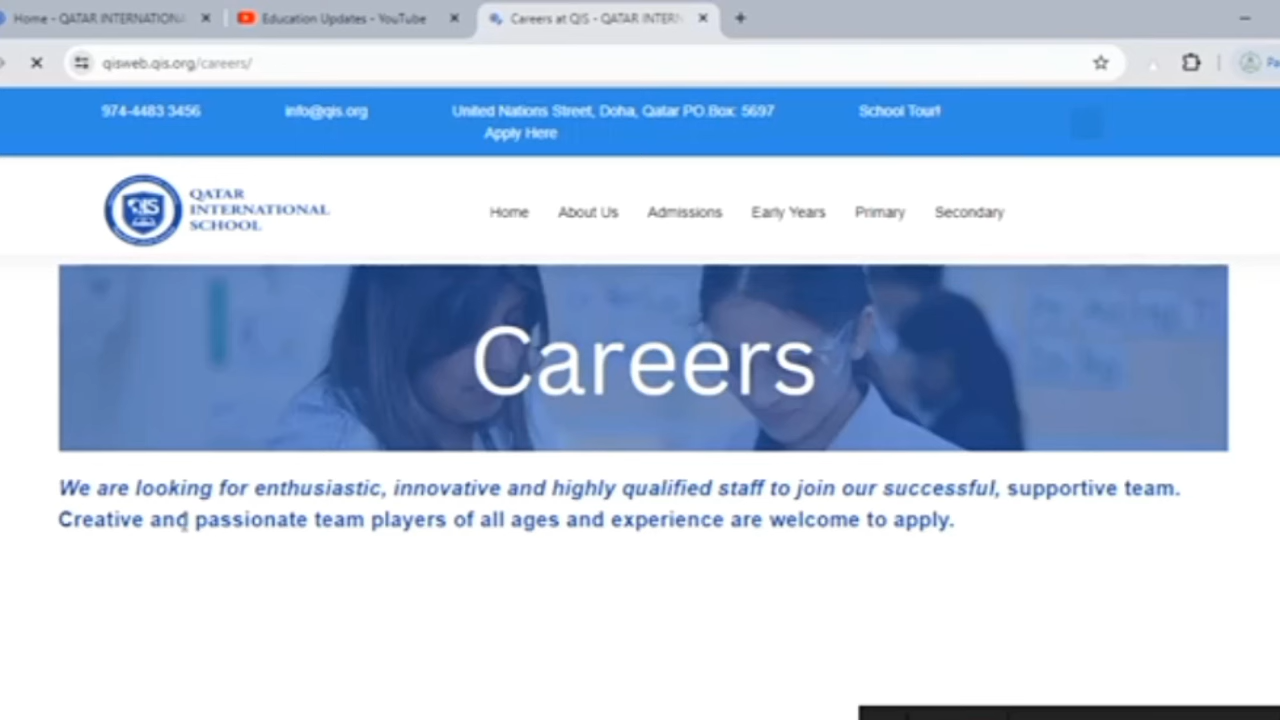 Home - QATAR INTERNATIONA
Education Updates - YouTube
Careers at QIS - QATAR INTERN
qisweb.qis.org/careers/
Pa
974-4483 3456
info@qis.org
United Nations Street, Doha, Qatar PO.Box: 5697
School Tour!
Apply Here
QIS
QATAR
INTERNATIONAL
SCHOOL
Home
About Us
Admissions
Early Years
Primary
Secondary
Careers
We are looking for enthusiastic, innovative and highly qualified staff to join our successful, supportive team.
Creative and passionate team players of all ages and experience are welcome to apply.